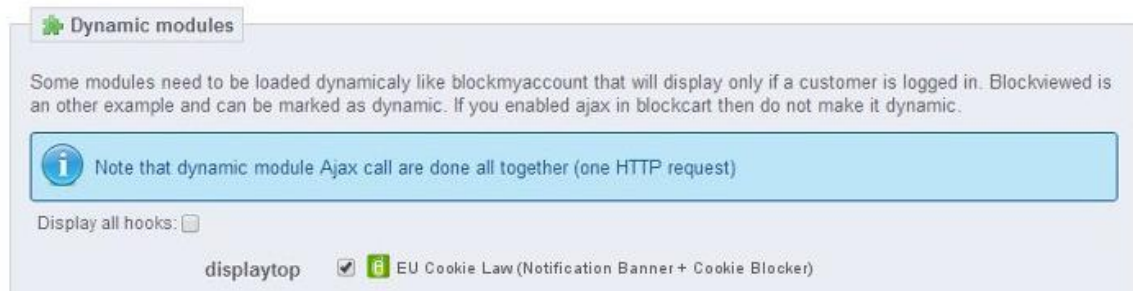 Dynamic modules
Some modules need to be loaded dynamicaly like blockmyaccount that will display only if a customer is logged in. Blockviewed is
an other example and can be marked as dynamic. If you enabled ajax in blockcart then do not make it dynamic.
Note that dynamic module Ajax call are done all together (one HTTP request)
Display all hooks:
displaytop EU Cookie Law (Notification Banner + Cookie Blocker)